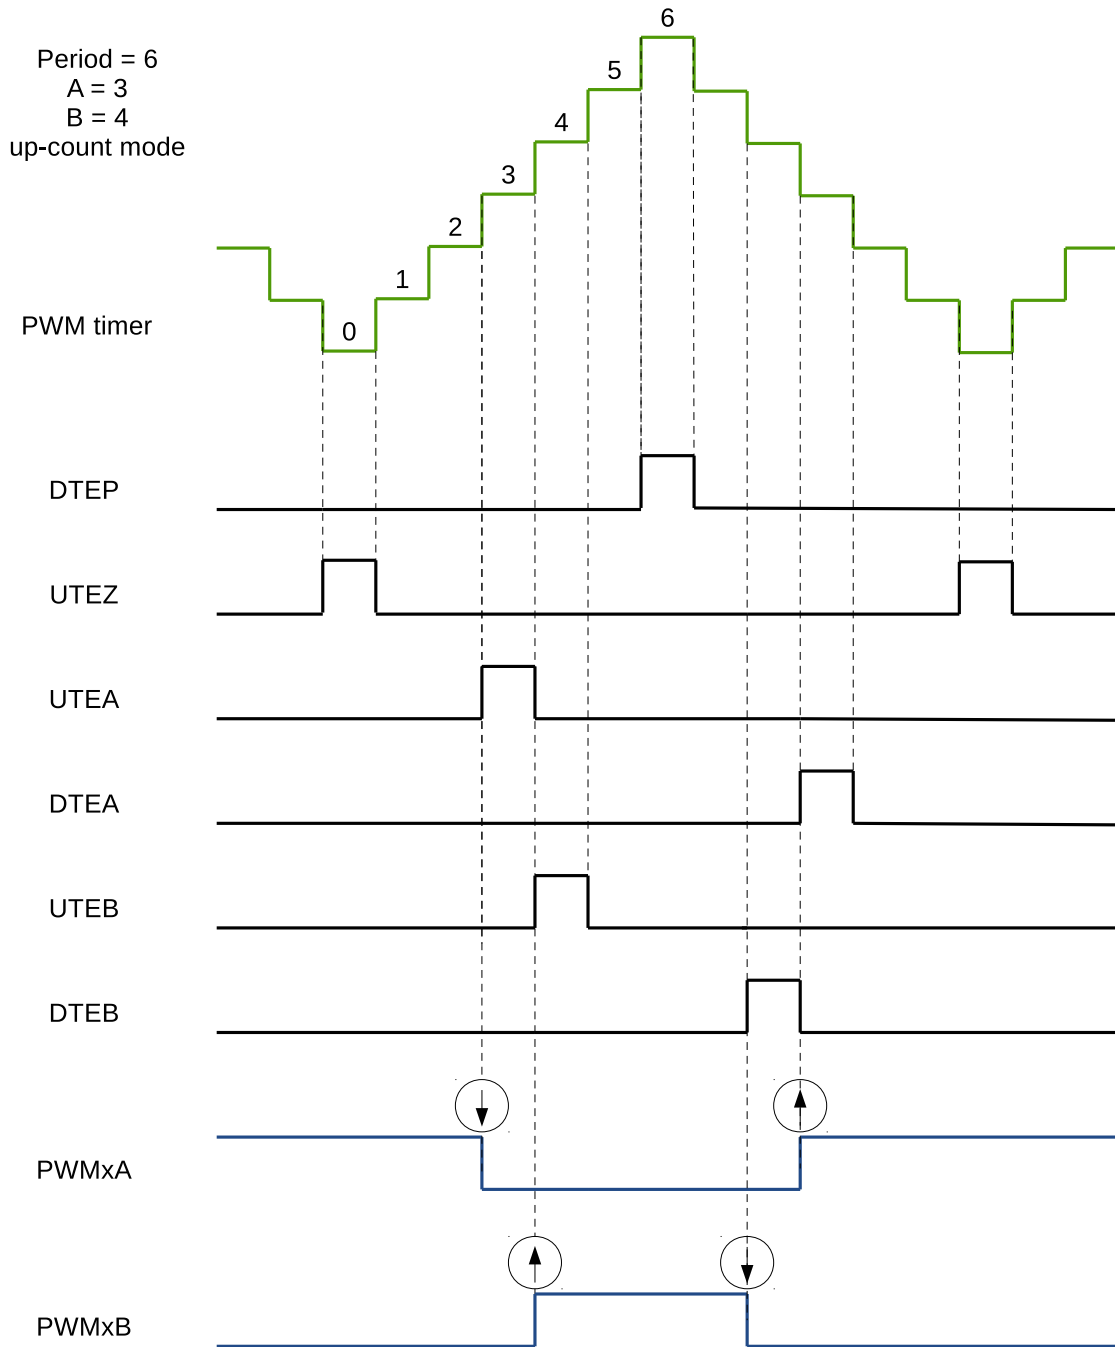 6
Period = 6
A = 3
B = 4
up-count mode
5
4
3
2
1
0
PWM timer
DTEP
UTEZ
UTEA
DTEA
UTEB
DTEB
PWMxA
PWMxB